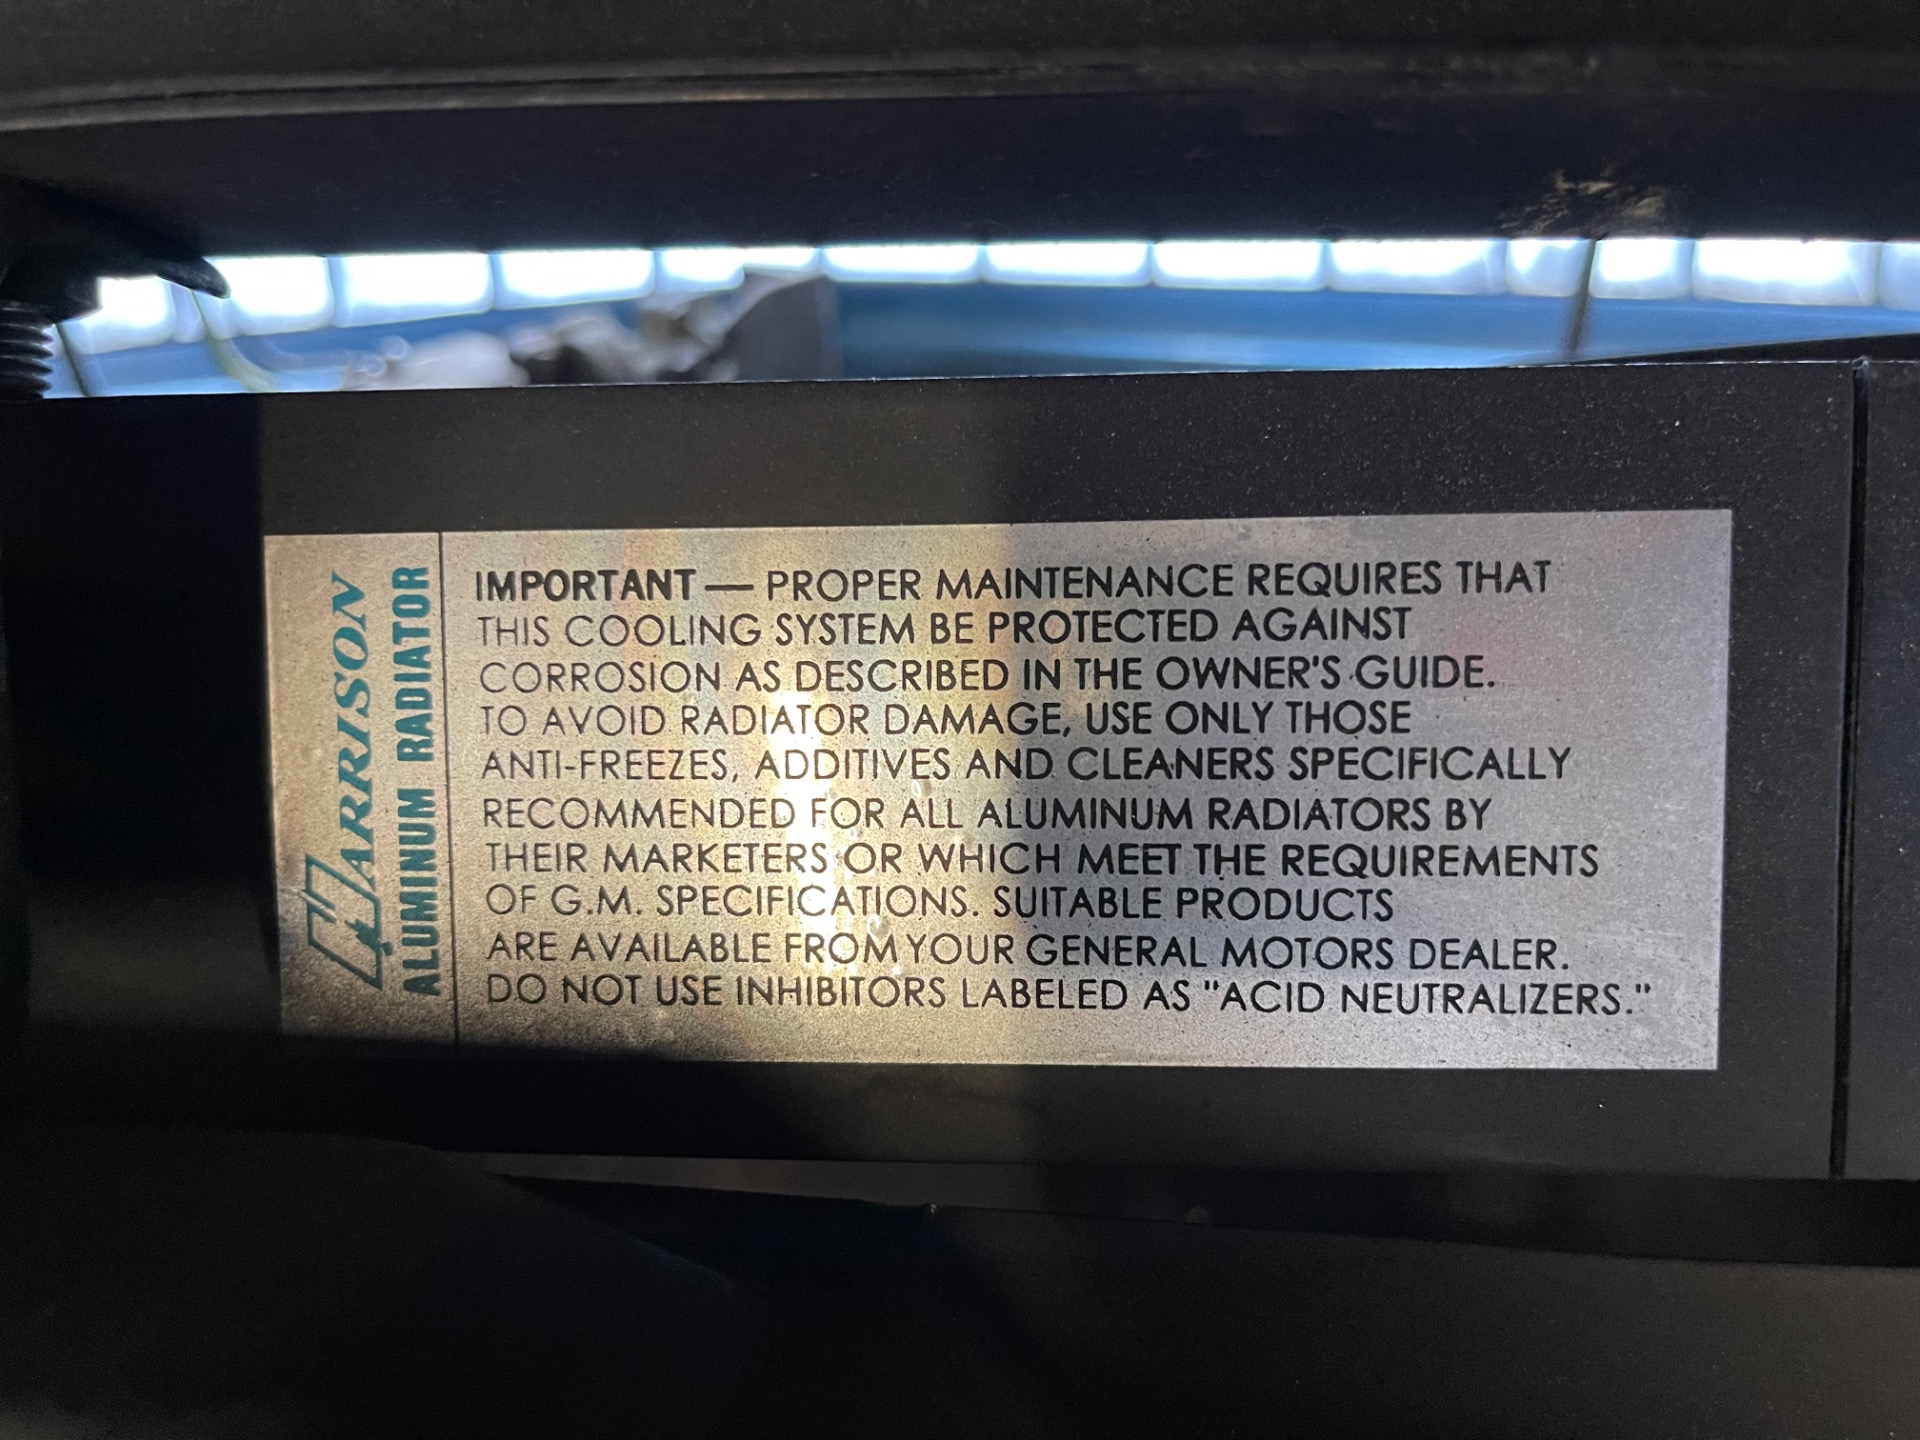 HARRISON
ALUMINUM RADIATOR
IMPORTANT — PROPER MAINTENANCE REQUIRES THAT
THIS COOLING SYSTEM BE PROTECTED AGAINST
CORROSION AS DESCRIBED IN THE OWNER'S GUIDE.
TO AVOID RADIATOR DAMAGE, USE ONLY THOSE
ANTI-FREEZES, ADDITIVES AND CLEANERS SPECIFICALLY
RECOMMENDED FOR ALL ALUMINUM RADIATORS BY
THEIR MARKETERS OR WHICH MEET THE REQUIREMENTS
OF G.M. SPECIFICATIONS. SUITABLE PRODUCTS
ARE AVAILABLE FROM YOUR GENERAL MOTORS DEALER.
DO NOT USE INHIBITORS LABELED AS "ACID NEUTRALIZERS."